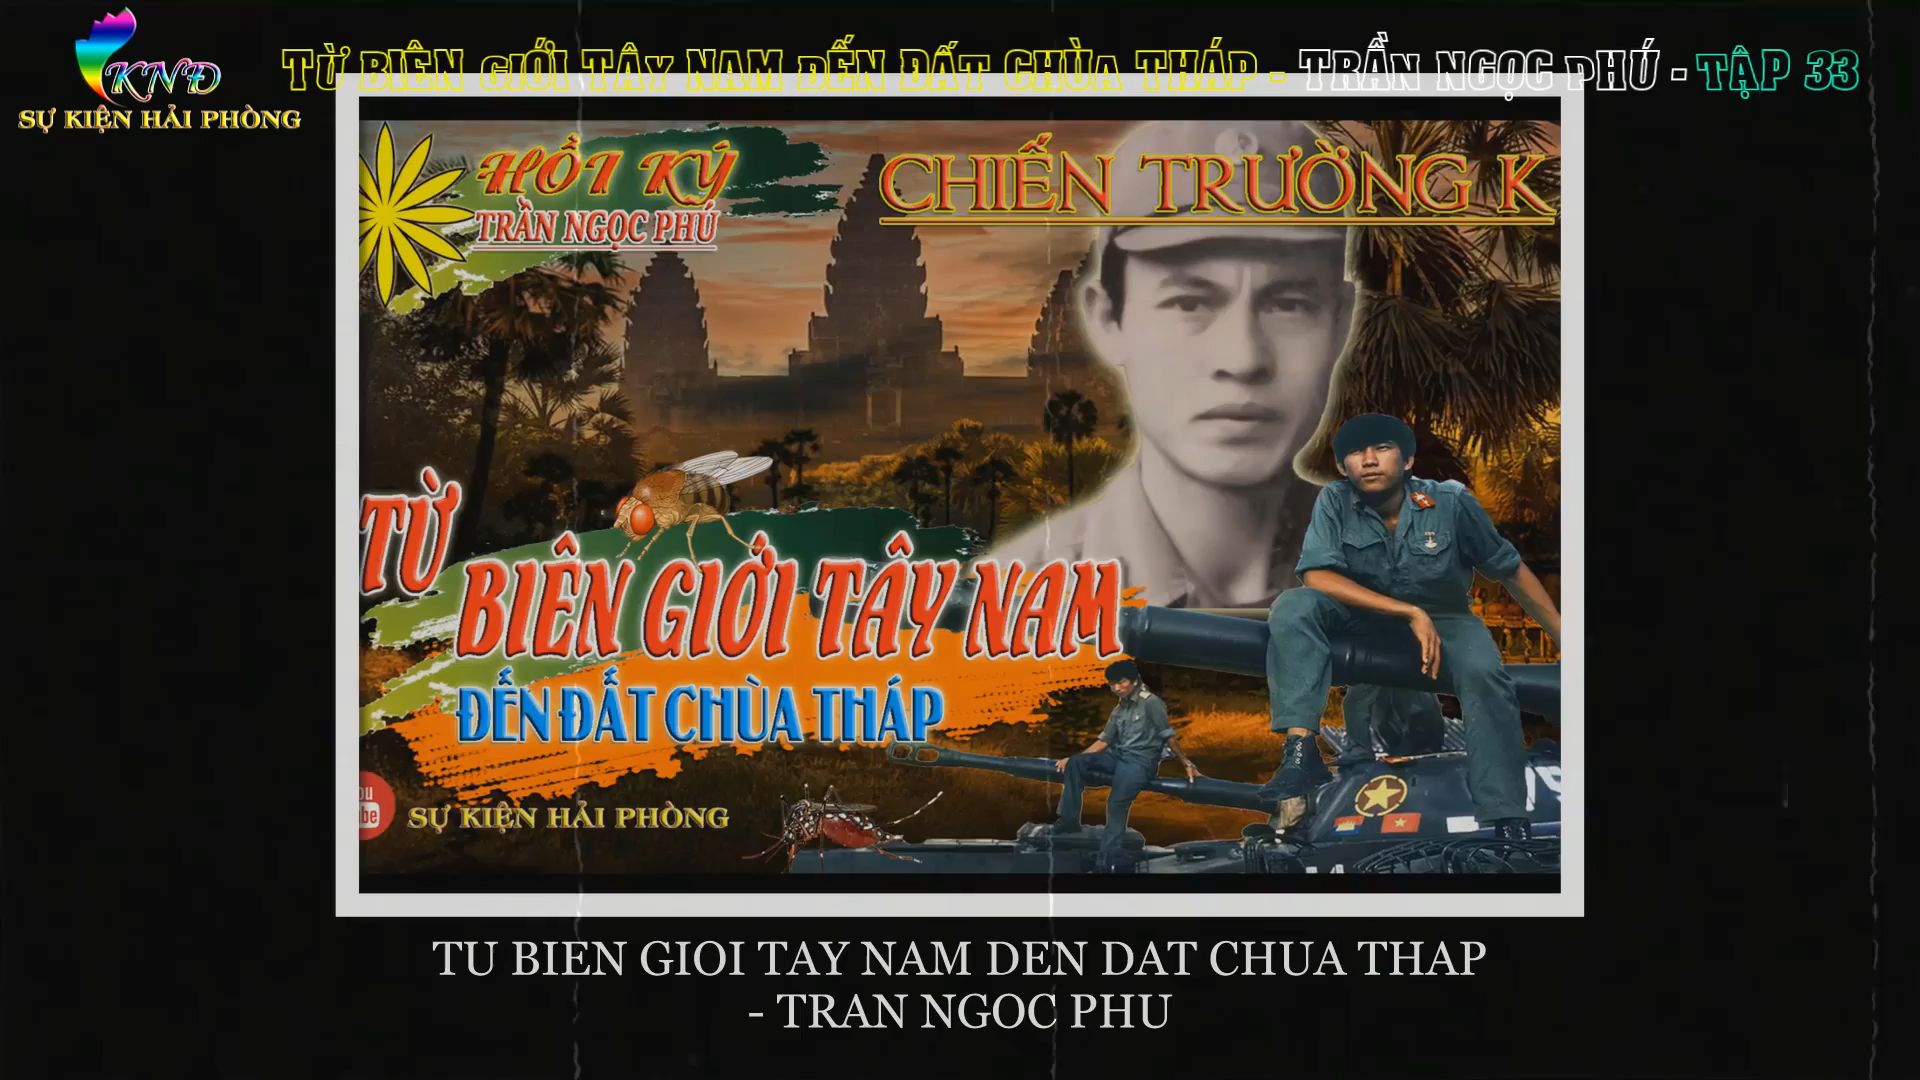 KNĐ
SỰ KIỆN HẢI PHÒNG
TỪ BIÊN GIỚI TÂY NAM ĐẾN ĐẤT CHÙA THÁP - TRẦN NGỌC PHÚ - TẬP 33
HỒI KÝ
TRẦN NGỌC PHÚ
CHIẾN TRƯỜNG K
TỪ
BIÊN GIỚI TÂY NAM
ĐẾN ĐẤT CHÙA THÁP
ou
be
SỰ KIỆN HẢI PHÒNG
TU BIEN GIOI TAY NAM DEN DAT CHUA THAP
- TRAN NGOC PHU